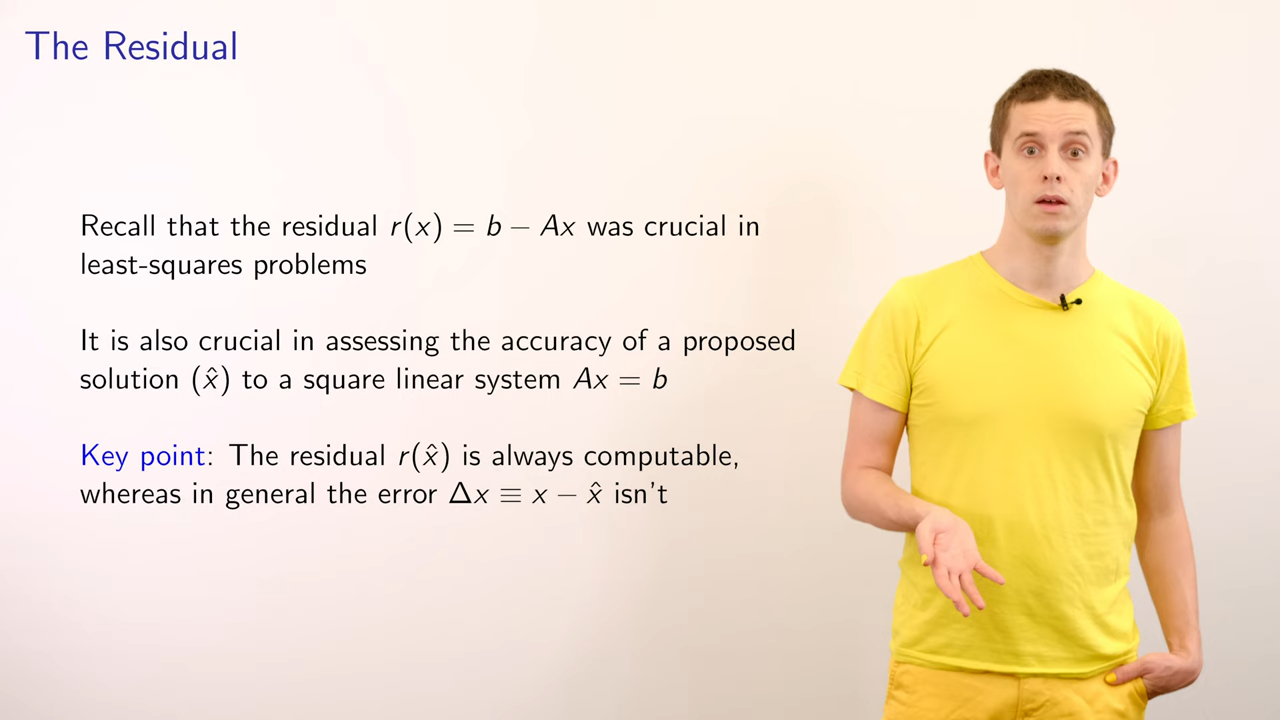 The Residual
Recall that the residual r(x) = b − Ax was crucial in
least-squares problems
It is also crucial in assessing the accuracy of a proposed
solution (x̂) to a square linear system Ax = b
Key point: The residual r(x̂) is always computable,
whereas in general the error Δx ≡ x − x̂ isn't